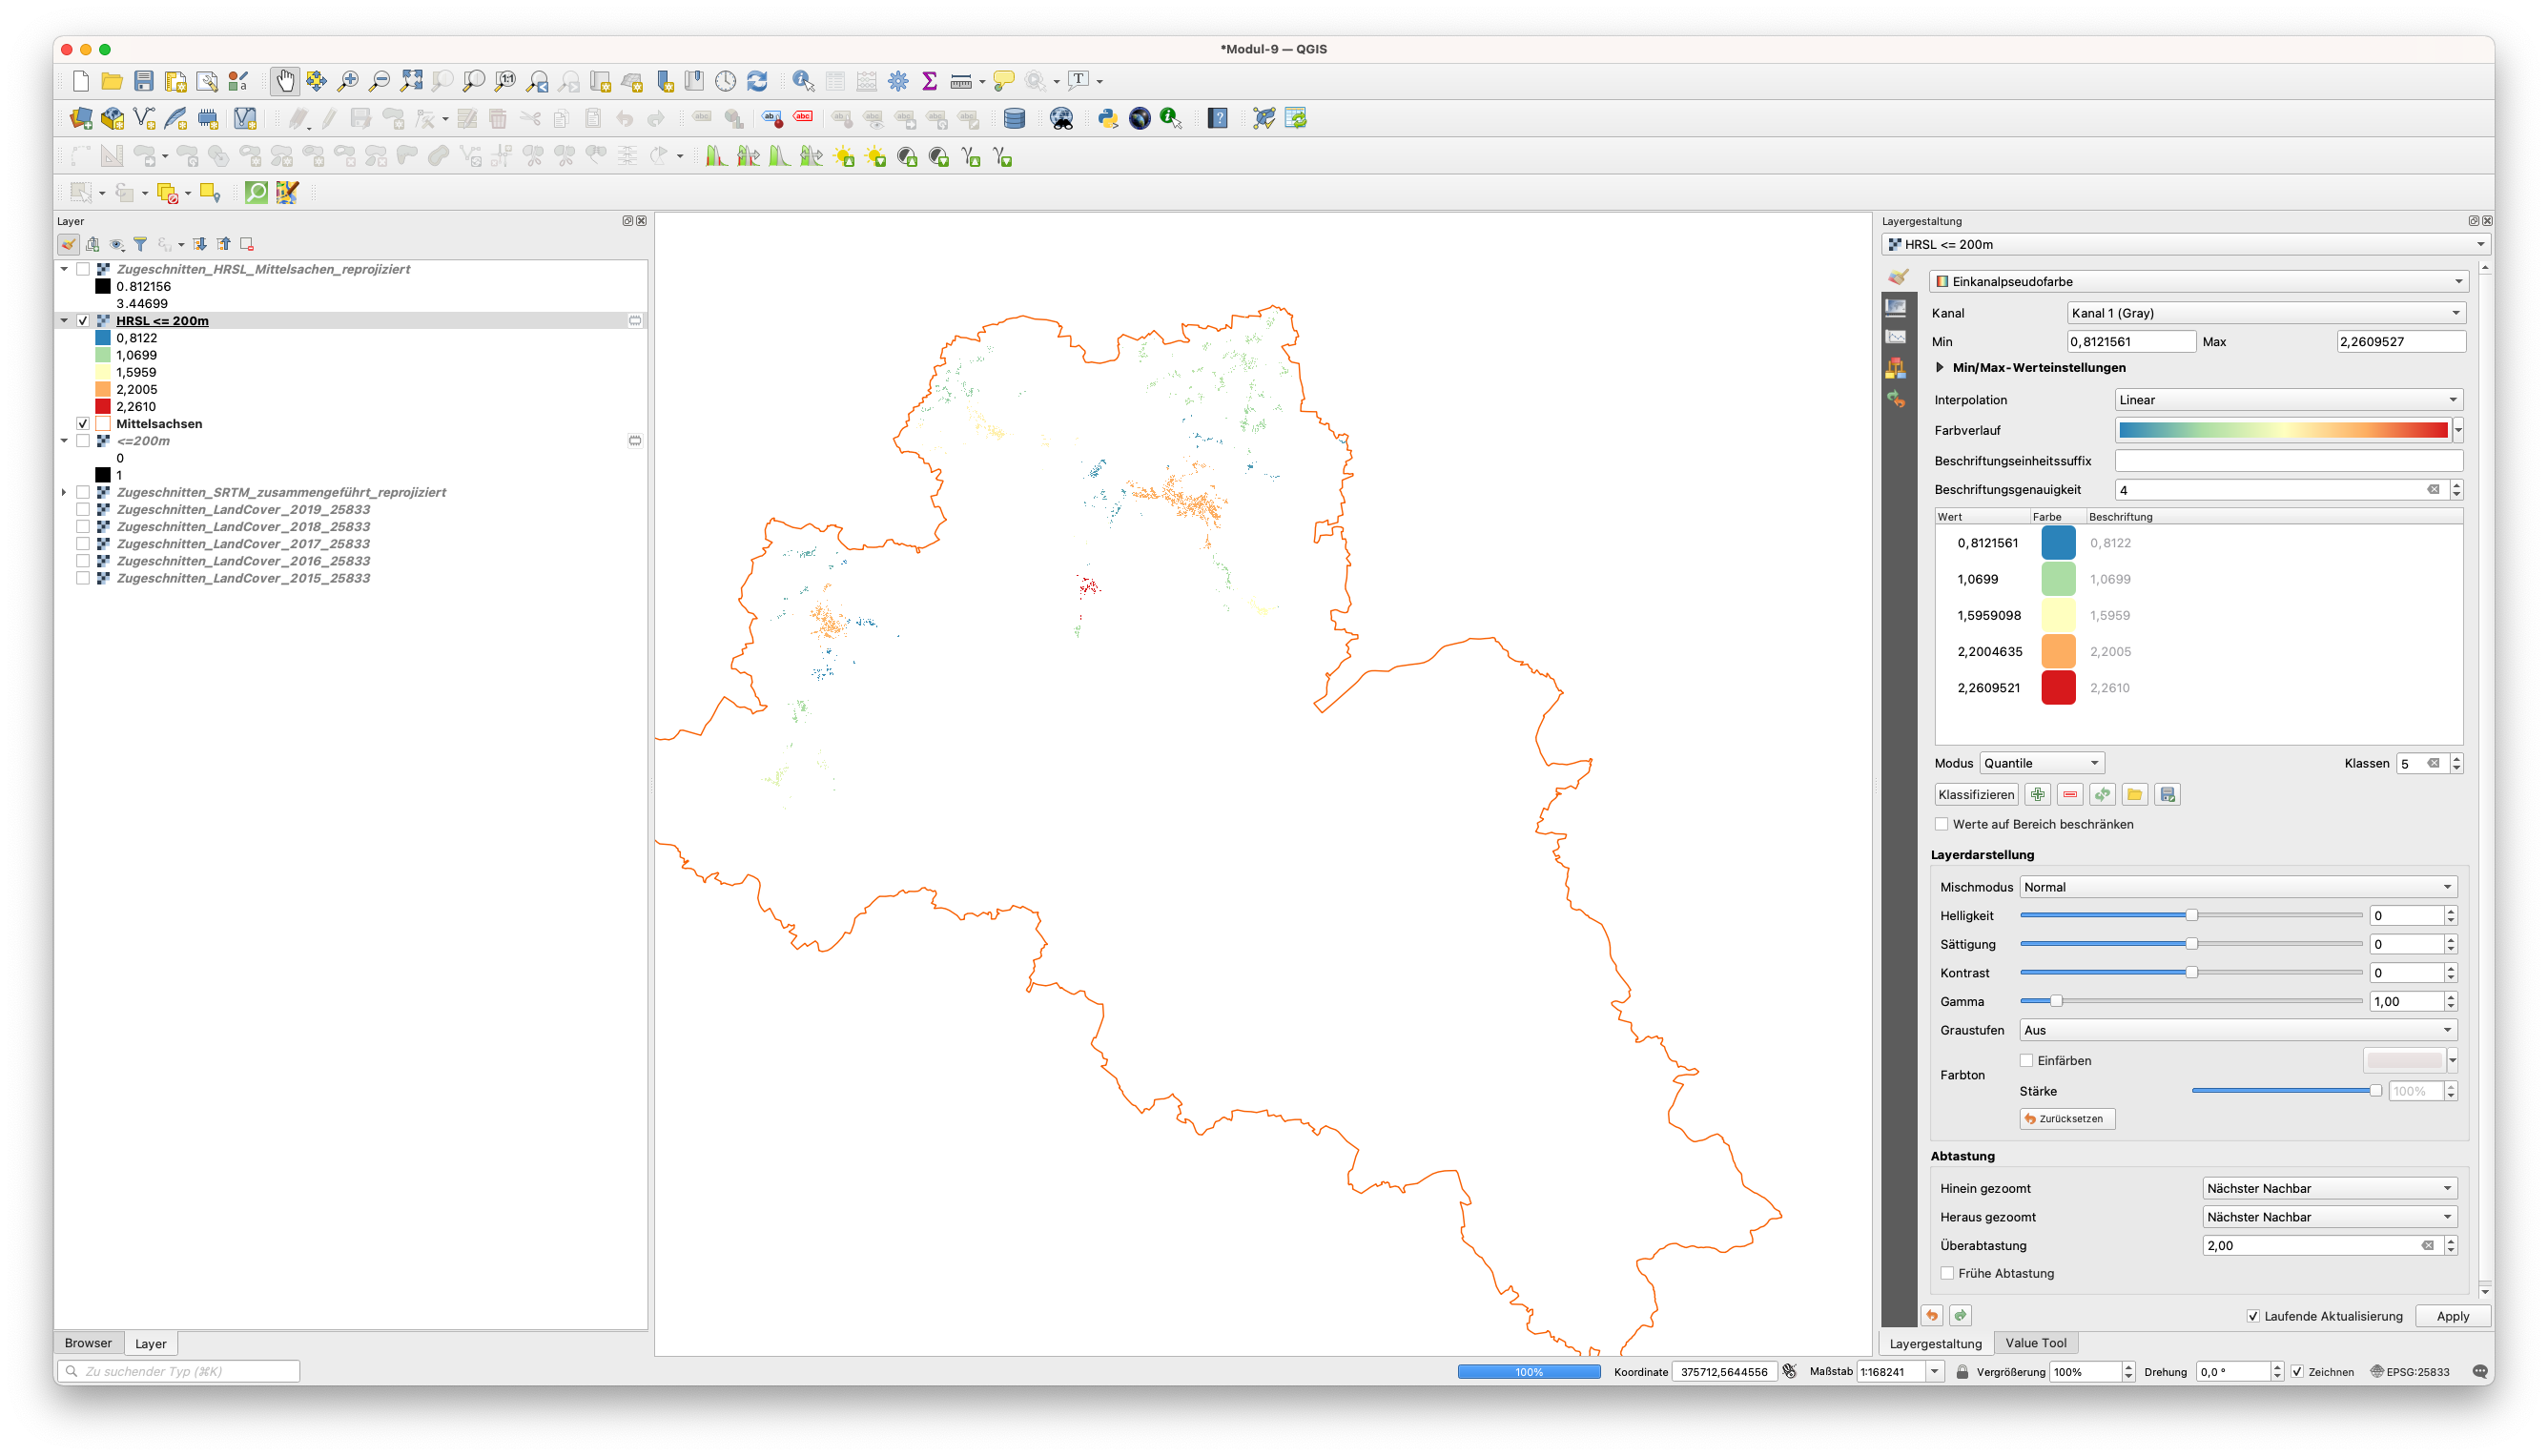 *Modul-9 — QGIS
Layer
Zugeschnitten_HRSL_Mittelsachen_reprojiziert
0.812156
3.44699
HRSL <= 200m
0,8122
1,0699
1,5959
2,2005
2,2610
Mittelsachsen
<=200m
0
1
Zugeschnitten_SRTM_zusammengeführt_reprojiziert
Zugeschnitten_LandCover_2019_25833
Zugeschnitten_LandCover_2018_25833
Zugeschnitten_LandCover_2017_25833
Zugeschnitten_LandCover_2016_25833
Zugeschnitten_LandCover_2015_25833
Browser
Layer
Zu suchender Typ (⌘K)
Layergestaltung
HRSL <= 200m
Einkanalpseudofarbe
Kanal Kanal 1 (Gray)
Min 0,8121561 Max 2,2609527
Min/Max-Werteinstellungen
Interpolation Linear
Farbverlauf
Beschriftungseinheitssuffix
Beschriftungsgenauigkeit 4
Wert Farbe Beschriftung
0,8121561 0,8122
1,0699 1,0699
1,5959098 1,5959
2,2004635 2,2005
2,2609521 2,2610
Modus Quantile Klassen 5
Klassifizieren
Werte auf Bereich beschränken
Layerdarstellung
Mischmodus Normal
Helligkeit 0
Sättigung 0
Kontrast 0
Gamma 1,00
Graustufen Aus
Farbton Einfärben
Stärke 100%
Zurücksetzen
Abtastung
Hinein gezoomt Nächster Nachbar
Heraus gezoomt Nächster Nachbar
Überabtastung 2,00
Frühe Abtastung
Laufende Aktualisierung Apply
Layergestaltung Value Tool
100% Koordinate 375712,5644556 Maßstab 1:168241 Vergrößerung 100% Drehung 0,0 ° Zeichnen EPSG:25833